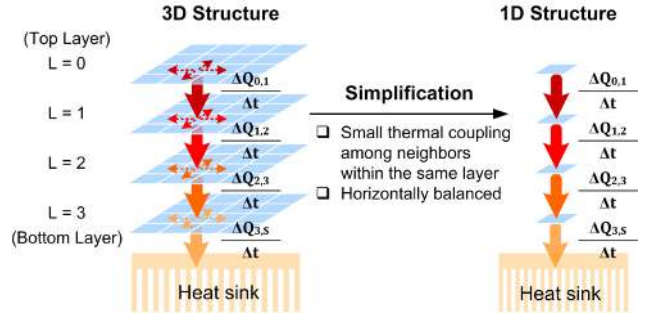 3D Structure
1D Structure
(Top Layer)
L = 0
L = 1
L = 2
L = 3
(Bottom Layer)
ΔQ0,1
Δt
ΔQ1,2
Δt
ΔQ2,3
Δt
ΔQ3,S
Δt
Heat sink
Simplification
❑ Small thermal coupling
among neighbors
within the same layer
❑ Horizontally balanced
ΔQ0,1
Δt
ΔQ1,2
Δt
ΔQ2,3
Δt
ΔQ3,S
Δt
Heat sink